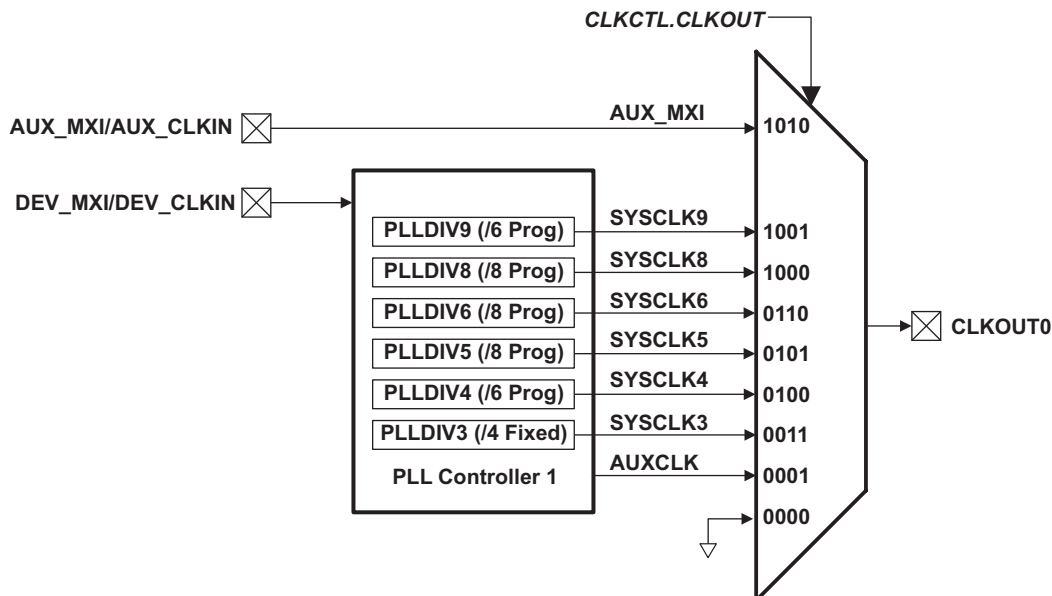 CLKCTL.CLKOUT
AUX_MXI/AUX_CLKIN
AUX_MXI
1010
DEV_MXI/DEV_CLKIN
PLLDIV9 (/6 Prog)
SYSCLK9
1001
PLLDIV8 (/8 Prog)
SYSCLK8
1000
PLLDIV6 (/8 Prog)
SYSCLK6
0110
CLKOUT0
PLLDIV5 (/8 Prog)
SYSCLK5
0101
PLLDIV4 (/6 Prog)
SYSCLK4
0100
PLLDIV3 (/4 Fixed)
SYSCLK3
0011
PLL Controller 1
AUXCLK
0001
0000